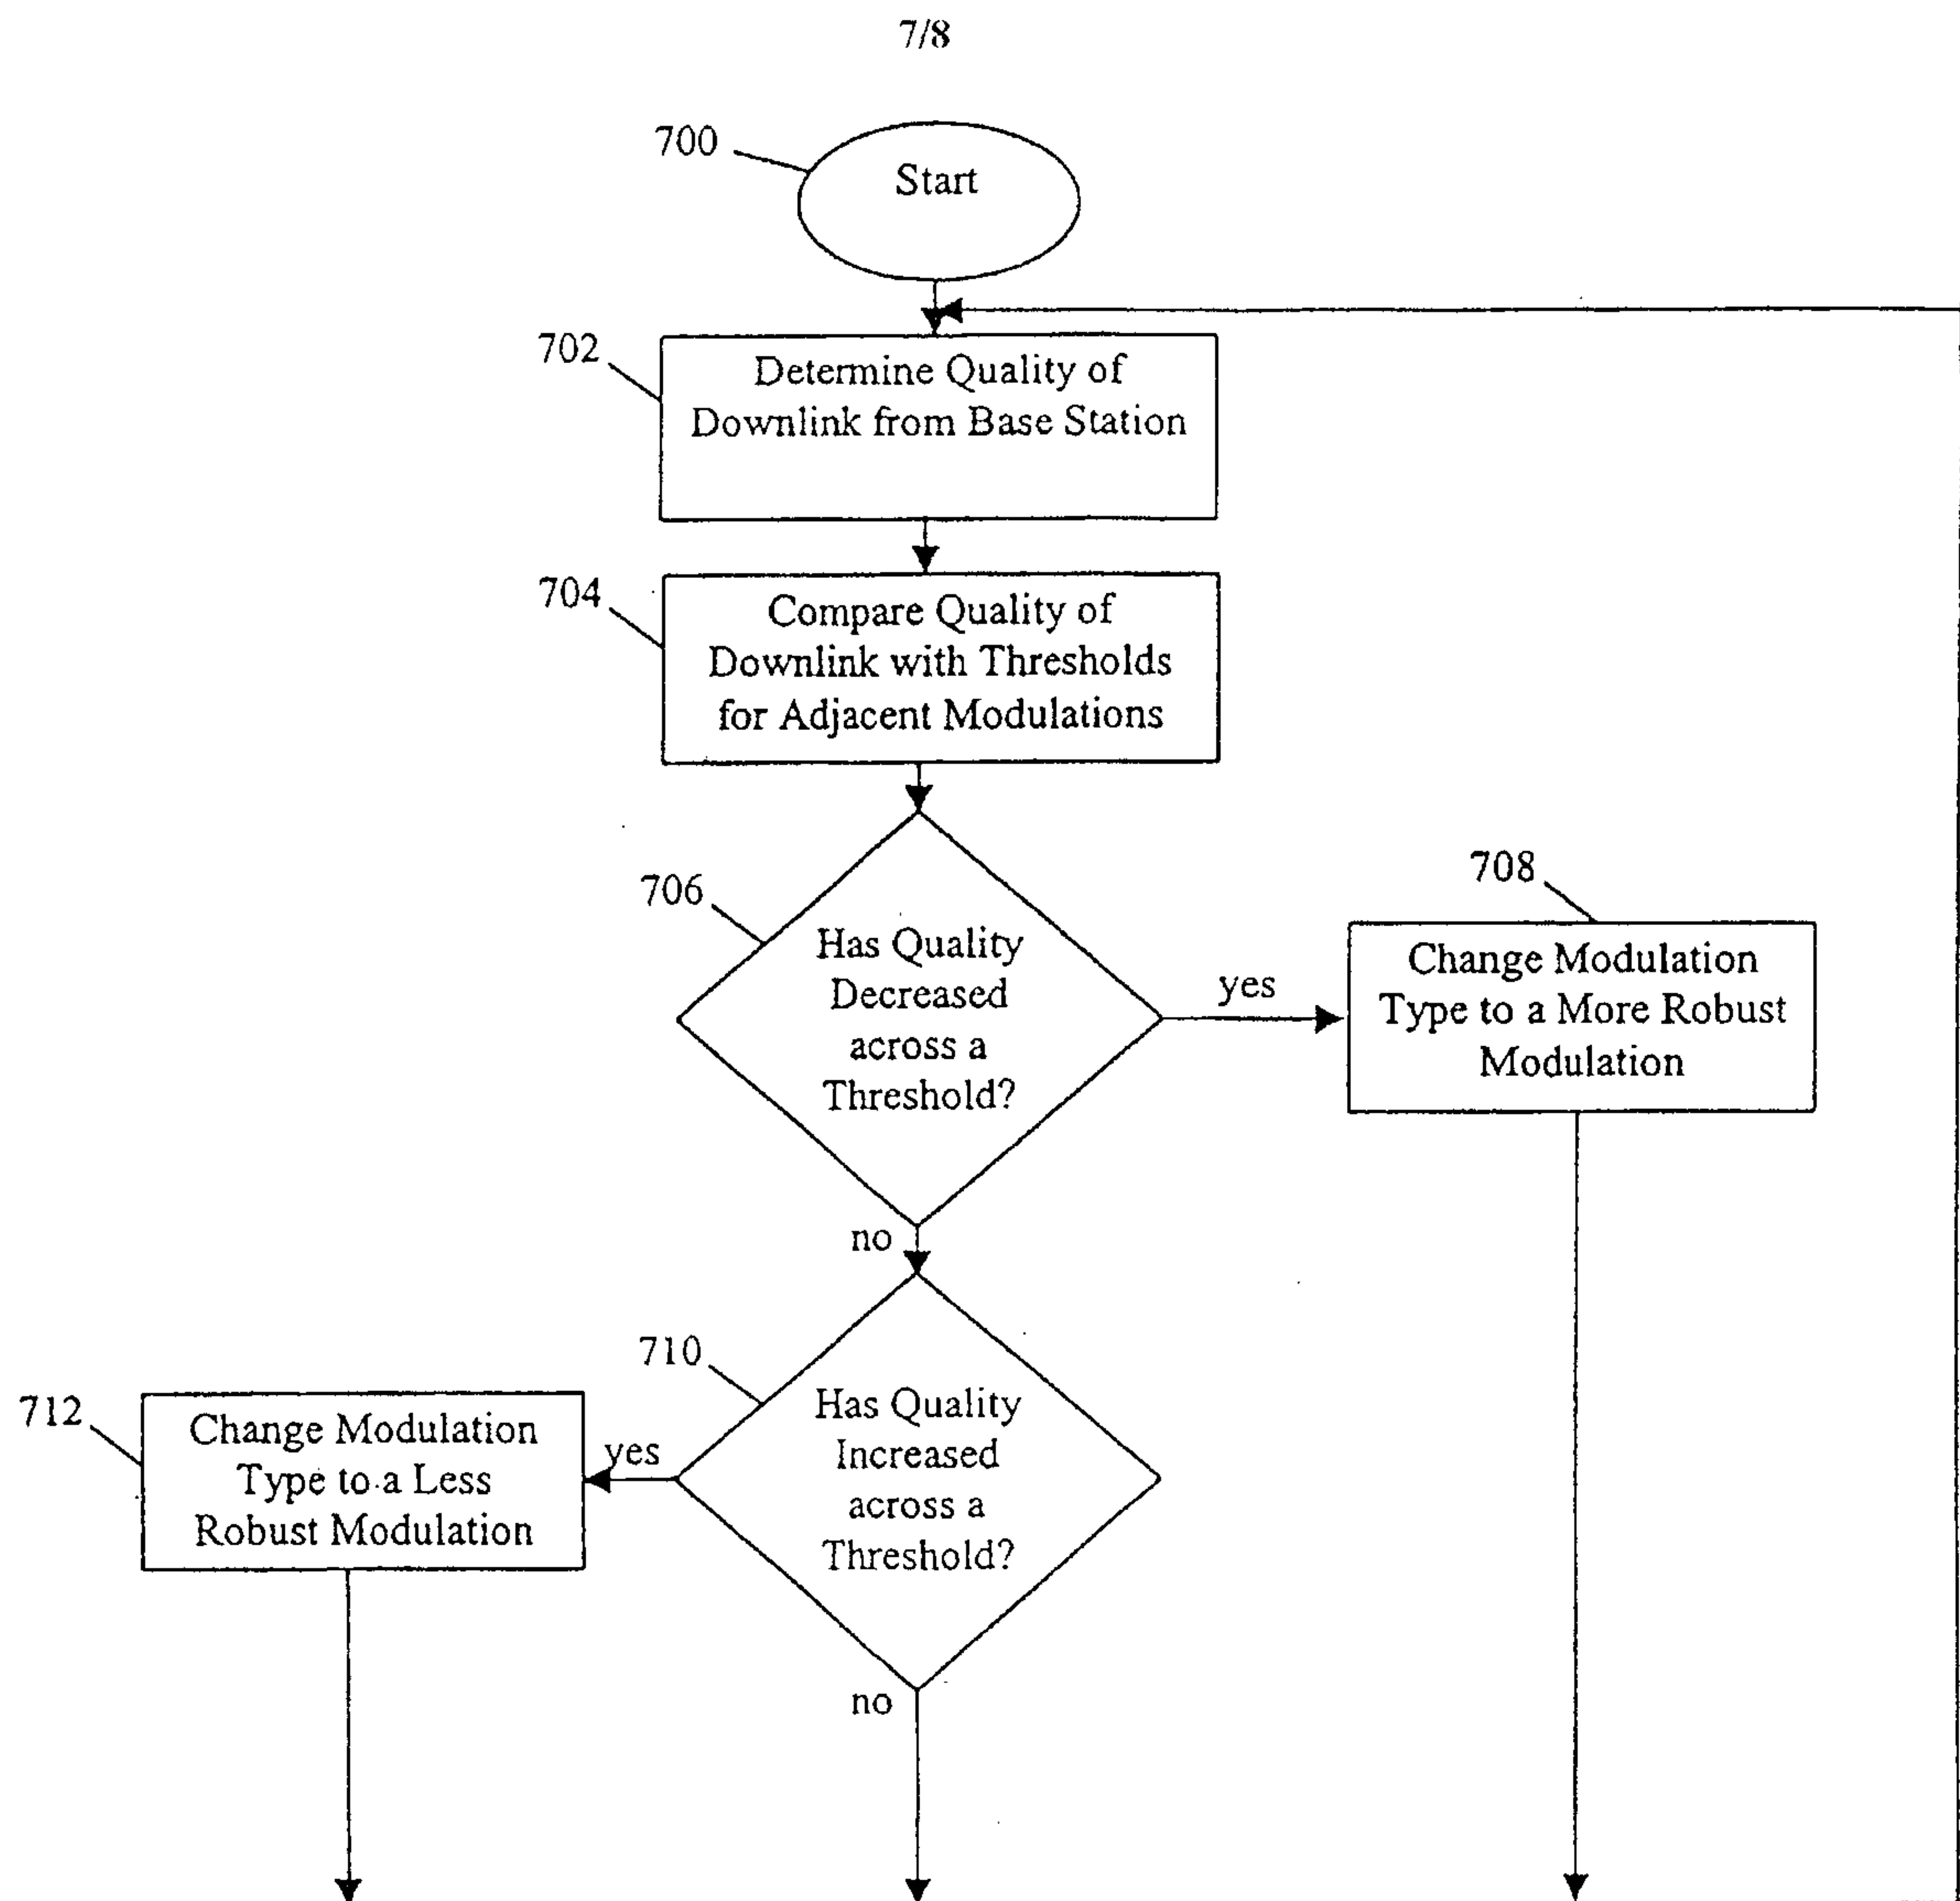 7/8
700
Start
702
Determine Quality of
Downlink from Base Station
704
Compare Quality of
Downlink with Thresholds
for Adjacent Modulations
706
Has Quality
Decreased
across a
Threshold?
yes
708
Change Modulation
Type to a More Robust
Modulation
no
710
Has Quality
Increased
across a
Threshold?
yes
712
Change Modulation
Type to a Less
Robust Modulation
no